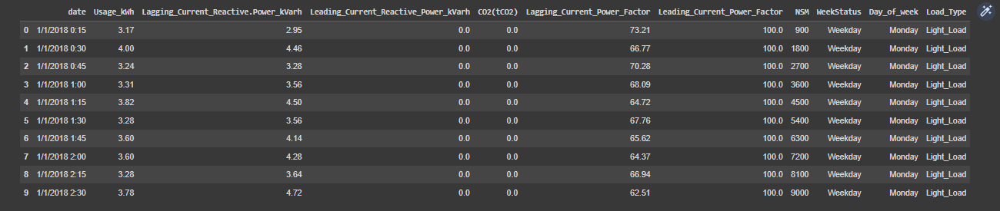 date Usage_kWh Lagging_Current_Reactive.Power_kVarh Leading_Current_Reactive_Power_kVarh CO2(tCO2) Lagging_Current_Power_Factor Leading_Current_Power_Factor NSM WeekStatus Day_of_week Load_Type
0 1/1/2018 0:15 3.17 2.95 0.0 0.0 73.21 100.0 900 Weekday Monday Light_Load
1 1/1/2018 0:30 4.00 4.46 0.0 0.0 66.77 100.0 1800 Weekday Monday Light_Load
2 1/1/2018 0:45 3.24 3.28 0.0 0.0 70.28 100.0 2700 Weekday Monday Light_Load
3 1/1/2018 1:00 3.31 3.56 0.0 0.0 68.09 100.0 3600 Weekday Monday Light_Load
4 1/1/2018 1:15 3.82 4.50 0.0 0.0 64.72 100.0 4500 Weekday Monday Light_Load
5 1/1/2018 1:30 3.28 3.56 0.0 0.0 67.76 100.0 5400 Weekday Monday Light_Load
6 1/1/2018 1:45 3.60 4.14 0.0 0.0 65.62 100.0 6300 Weekday Monday Light_Load
7 1/1/2018 2:00 3.60 4.28 0.0 0.0 64.37 100.0 7200 Weekday Monday Light_Load
8 1/1/2018 2:15 3.28 3.64 0.0 0.0 66.94 100.0 8100 Weekday Monday Light_Load
9 1/1/2018 2:30 3.78 4.72 0.0 0.0 62.51 100.0 9000 Weekday Monday Light_Load